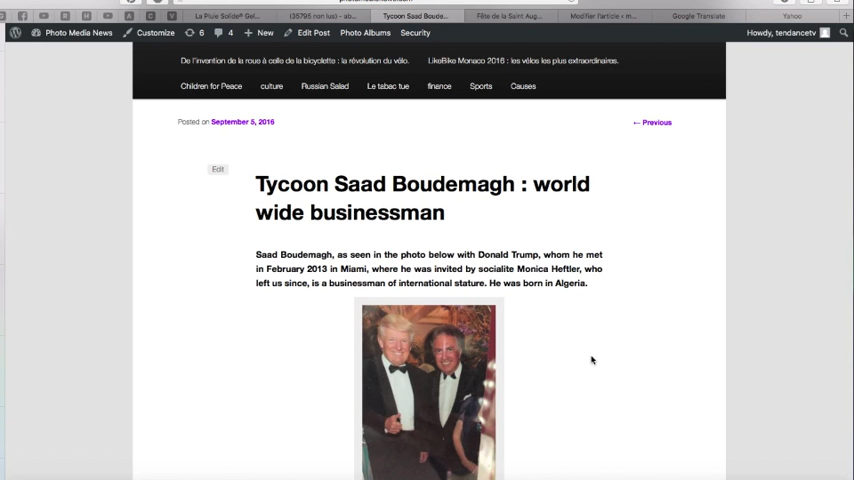 La Pluie Solide® Gel...
(35795 non lus) - ab...
Tycoon Saad Boude...
Fête de la Saint Aug...
Modifier l'article ‹ m...
Google Translate
Yahoo
Photo Media News
Customize
6
4
New
Edit Post
Photo Albums
Security
Howdy, tendancetv
De l'invention de la roue à celle de la bicyclette : la révolution du vélo.
LikeBike Monaco 2016 : les vélos les plus extraordinaires.
Children for Peace
culture
Russian Salad
Le tabac tue
finance
Sports
Causes
Posted on September 5, 2016
← Previous
Edit
Tycoon Saad Boudemagh : world
wide businessman
Saad Boudemagh, as seen in the photo below with Donald Trump, whom he met
in February 2013 in Miami, where he was invited by socialite Monica Heftler, who
left us since, is a businessman of international stature. He was born in Algeria.